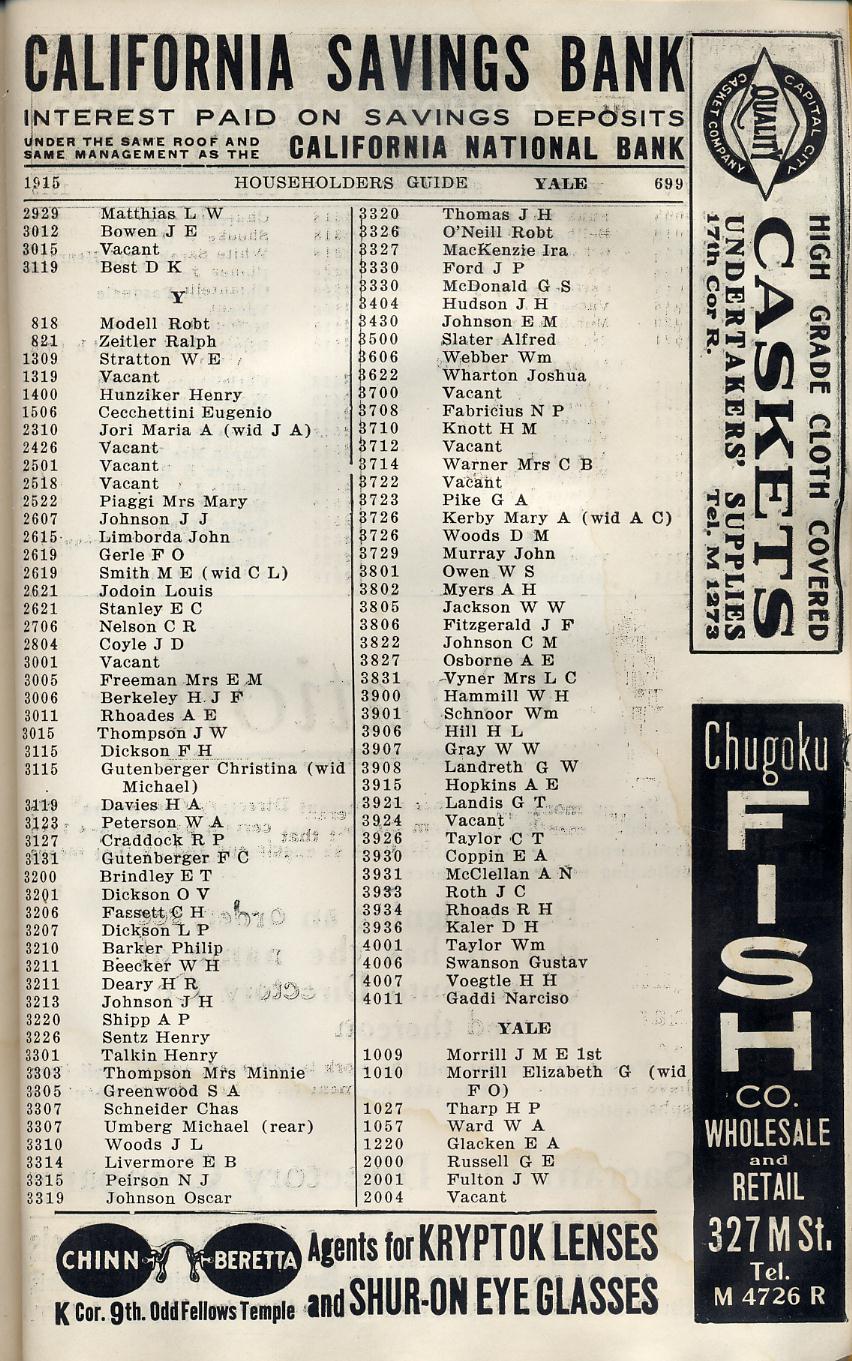 CALIFORNIA SAVINGS BANK
INTEREST PAID ON SAVINGS DEPOSITS
UNDER THE SAME ROOF AND
SAME MANAGEMENT AS THE
CALIFORNIA NATIONAL BANK
1915 HOUSEHOLDERS GUIDE YALE 699
2929 Matthias L W
3012 Bowen J E
3015 Vacant
3119 Best D K
Y
818 Modell Robt
821 Zeitler Ralph
1309 Stratton W E
1319 Vacant
1400 Hunziker Henry
1506 Cecchettini Eugenio
2310 Jori Maria A (wid J A)
2426 Vacant
2501 Vacant
2518 Vacant
2522 Piaggi Mrs Mary
2607 Johnson J J
2615 Limborda John
2619 Gerle F O
2619 Smith M E (wid C L)
2621 Jodoin Louis
2621 Stanley E C
2706 Nelson C R
2804 Coyle J D
3001 Vacant
3005 Freeman Mrs E M
3006 Berkeley H J F
3011 Rhoades A E
3015 Thompson J W
3115 Dickson F H
3115 Gutenberger Christina (wid
Michael)
3119 Davies H A
3123 Peterson W A
3127 Craddock R P
3131 Gutenberger F C
3200 Brindley E T
3201 Dickson O V
3206 Fassett C H
3207 Dickson L P
3210 Barker Philip
3211 Beecker W H
3211 Deary H R
3213 Johnson J H
3220 Shipp A P
3226 Sentz Henry
3301 Talkin Henry
3303 Thompson Mrs Minnie
3305 Greenwood S A
3307 Schneider Chas
3307 Umberg Michael (rear)
3310 Woods J L
3314 Livermore E B
3315 Peirson N J
3319 Johnson Oscar
3320 Thomas J H
3326 O'Neill Robt
3327 MacKenzie Ira
3330 Ford J P
3330 McDonald G S
3404 Hudson J H
3430 Johnson E M
3500 Slater Alfred
3606 Webber Wm
3622 Wharton Joshua
3700 Vacant
3708 Fabricius N P
3710 Knott H M
3712 Vacant
3714 Warner Mrs C B
3722 Vacant
3723 Pike G A
3726 Kerby Mary A (wid A C)
3726 Woods D M
3729 Murray John
3801 Owen W S
3802 Myers A H
3805 Jackson W W
3806 Fitzgerald J F
3822 Johnson C M
3827 Osborne A E
3831 Vyner Mrs L C
3900 Hammill W H
3901 Schnoor Wm
3906 Hill H L
3907 Gray W W
3908 Landreth G W
3915 Hopkins A E
3921 Landis G T
3924 Vacant
3926 Taylor C T
3930 Coppin E A
3931 McClellan A N
3933 Roth J C
3934 Rhoads R H
3936 Kaler D H
4001 Taylor Wm
4006 Swanson Gustav
4007 Voegtle H H
4011 Gaddi Narciso
YALE
1009 Morrill J M E 1st
1010 Morrill Elizabeth G (wid
F O)
1027 Tharp H P
1057 Ward W A
1220 Glacken E A
2000 Russell G E
2001 Fulton J W
2004 Vacant
CAPITAL CITY
QUALITY
CASKET COMPANY
HIGH GRADE CLOTH COVERED
CASKETS
UNDERTAKERS' SUPPLIES
17th Cor R. Tel, M 1273
Chugoku
FISH
CO.
WHOLESALE
and
RETAIL
327 M St.
Tel.
M 4726 R
CHINN BERETTA
K Cor. 9th. Odd Fellows Temple
Agents for KRYPTOK LENSES
and SHUR-ON EYE GLASSES